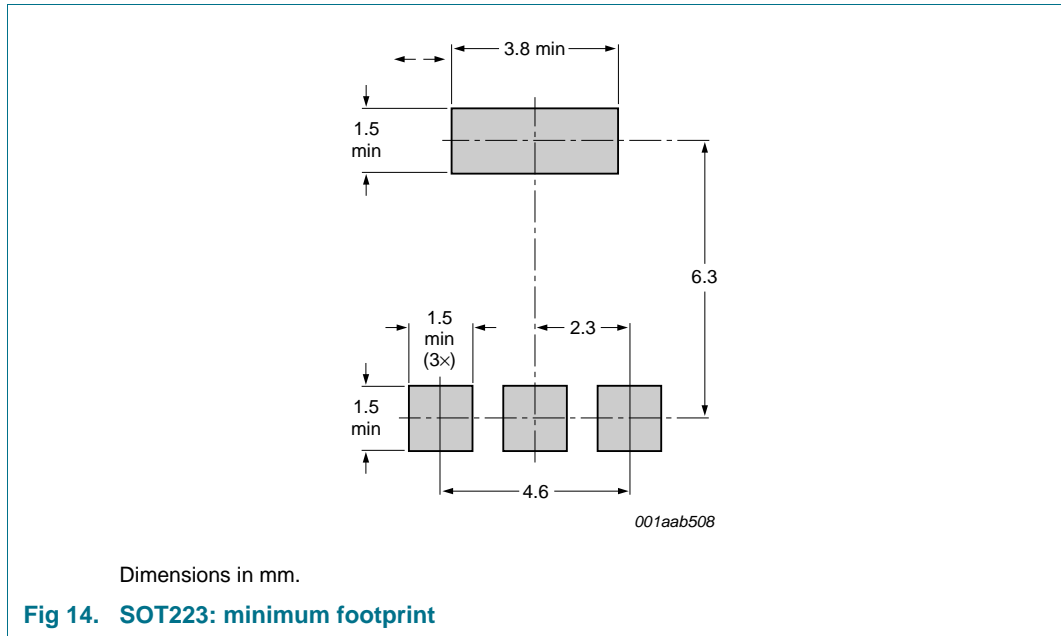 3.8 min
1.5
min
6.3
1.5
min
(3×)
2.3
1.5
min
4.6
001aab508
Dimensions in mm.
Fig 14. SOT223: minimum footprint